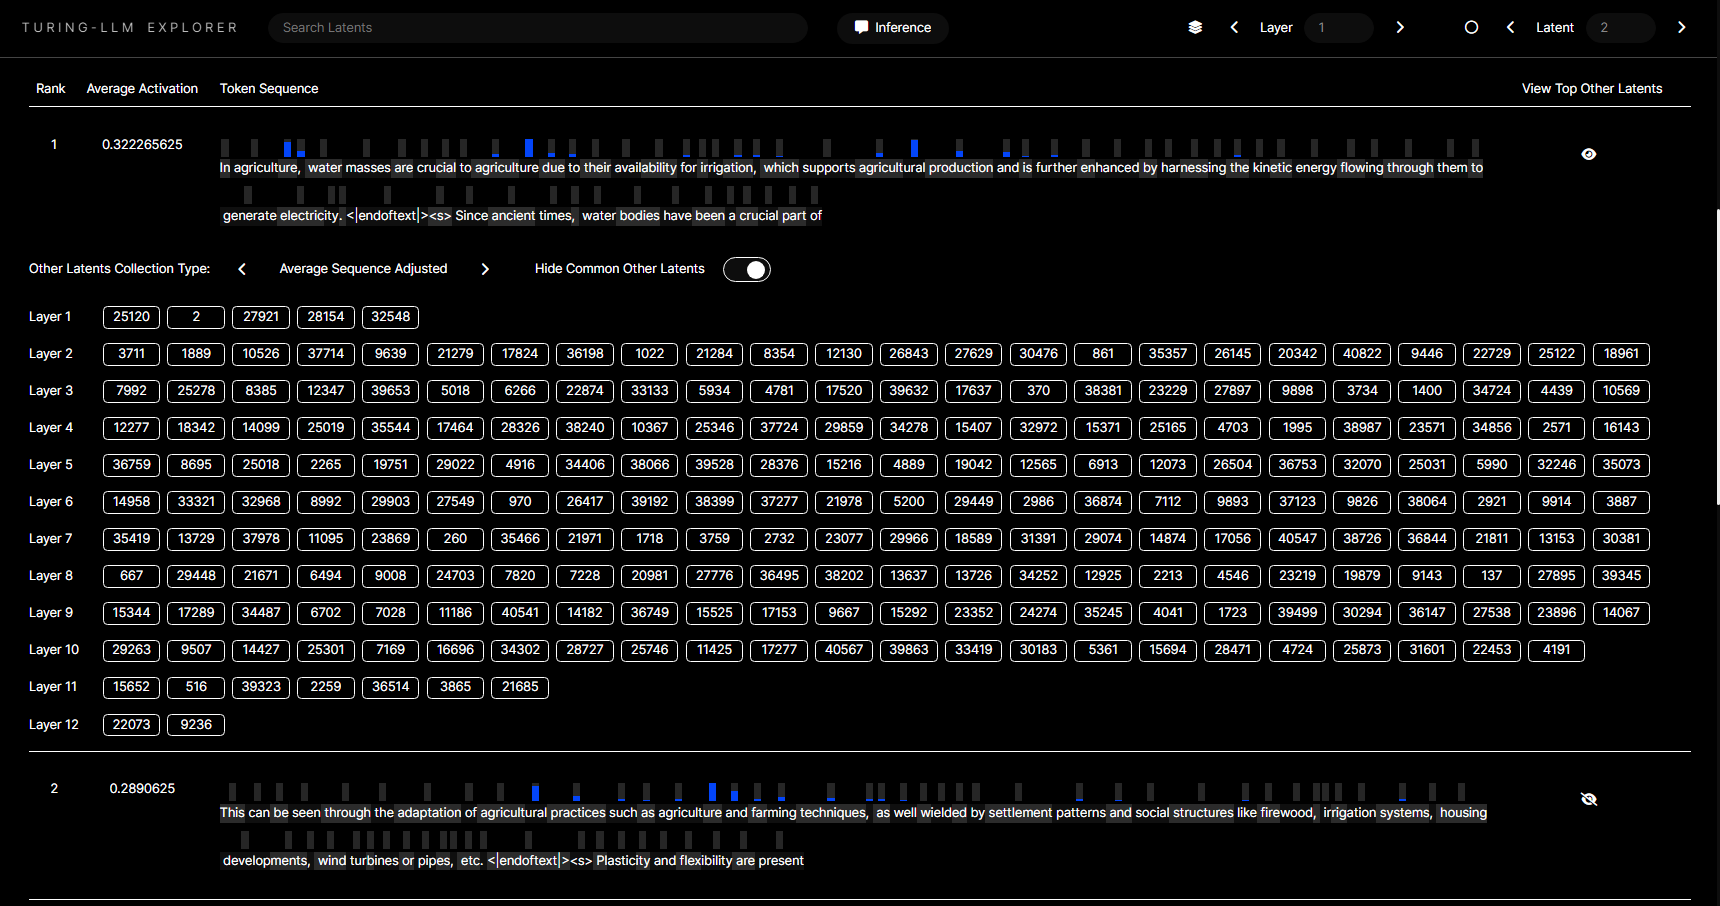 TURING-LLM EXPLORER Search Latents Inference Layer 1 Latent 2
Rank Average Activation Token Sequence View Top Other Latents
1 0.322265625 In agriculture, water masses are crucial to agriculture due to their availability for irrigation, which supports agricultural production and is further enhanced by harnessing the kinetic energy flowing through them to
generate electricity. <|endoftext|><s> Since ancient times, water bodies have been a crucial part of
Other Latents Collection Type: Average Sequence Adjusted Hide Common Other Latents
Layer 1 25120 2 27921 28154 32548
Layer 2 3711 1889 10526 37714 9639 21279 17824 36198 1022 21284 8354 12130 26843 27629 30476 861 35357 26145 20342 40822 9446 22729 25122 18961
Layer 3 7992 25278 8385 12347 39653 5018 6266 22874 33133 5934 4781 17520 39632 17637 370 38381 23229 27897 9898 3734 1400 34724 4439 10569
Layer 4 12277 18342 14099 25019 35544 17464 28326 38240 10367 25346 37724 29859 34278 15407 32972 15371 25165 4703 1995 38987 23571 34856 2571 16143
Layer 5 36759 8695 25018 2265 19751 29022 4916 34406 38066 39528 28376 15216 4889 19042 12565 6913 12073 26504 36753 32070 25031 5990 32246 35073
Layer 6 14958 33321 32968 8992 29903 27549 970 26417 39192 38399 37277 21978 5200 29449 2986 36874 7112 9893 37123 9826 38064 2921 9914 3887
Layer 7 35419 13729 37978 11095 23869 260 35466 21971 1718 3759 2732 23077 29966 18589 31391 29074 14874 17056 40547 38726 36844 21811 13153 30381
Layer 8 667 29448 21671 6494 9008 24703 7820 7228 20981 27776 36495 38202 13637 13726 34252 12925 2213 4546 23219 19879 9143 137 27895 39345
Layer 9 15344 17289 34487 6702 7028 11186 40541 14182 36749 15525 17153 9667 15292 23352 24274 35245 4041 1723 39499 30294 36147 27538 23896 14067
Layer 10 29263 9507 14427 25301 7169 16696 34302 28727 25746 11425 17277 40567 39863 33419 30183 5361 15694 28471 4724 25873 31601 22453 4191
Layer 11 15652 516 39323 2259 36514 3865 21685
Layer 12 22073 9236
2 0.2890625 This can be seen through the adaptation of agricultural practices such as agriculture and farming techniques, as well wielded by settlement patterns and social structures like firewood, irrigation systems, housing
developments, wind turbines or pipes, etc. <|endoftext|><s> Plasticity and flexibility are present